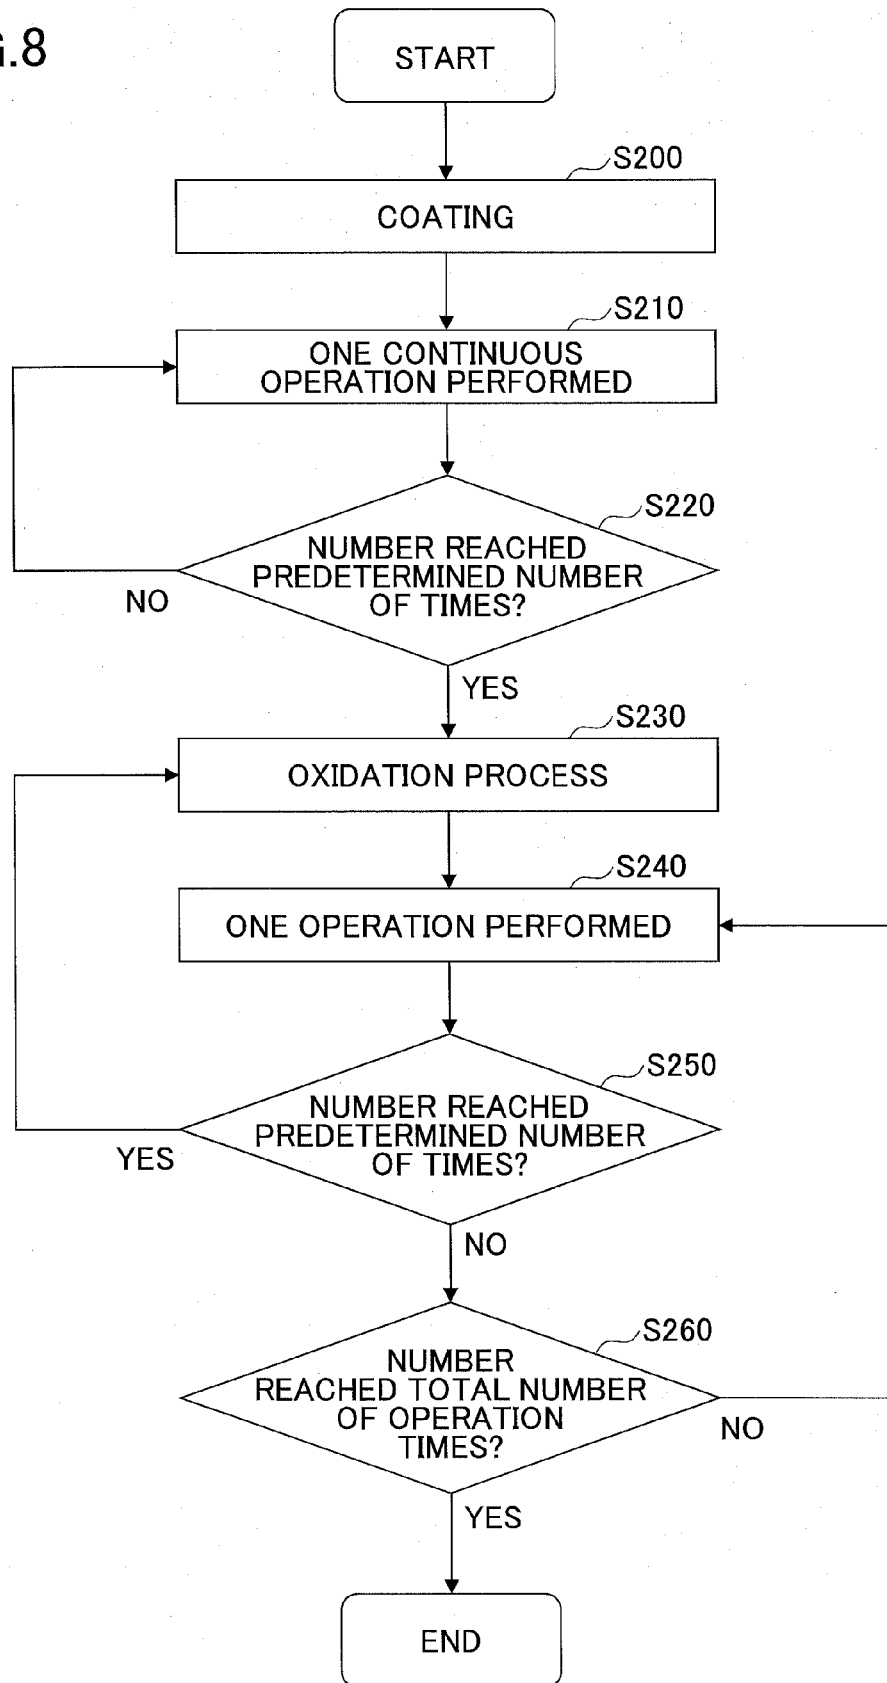 .8
START
S200
COATING
S210
ONE CONTINUOUS
OPERATION PERFORMED
S220
NUMBER REACHED
PREDETERMINED NUMBER
OF TIMES?
NO
YES
S230
OXIDATION PROCESS
S240
ONE OPERATION PERFORMED
S250
NUMBER REACHED
PREDETERMINED NUMBER
OF TIMES?
YES
NO
S260
NUMBER
REACHED TOTAL NUMBER
OF OPERATION
TIMES?
NO
YES
END